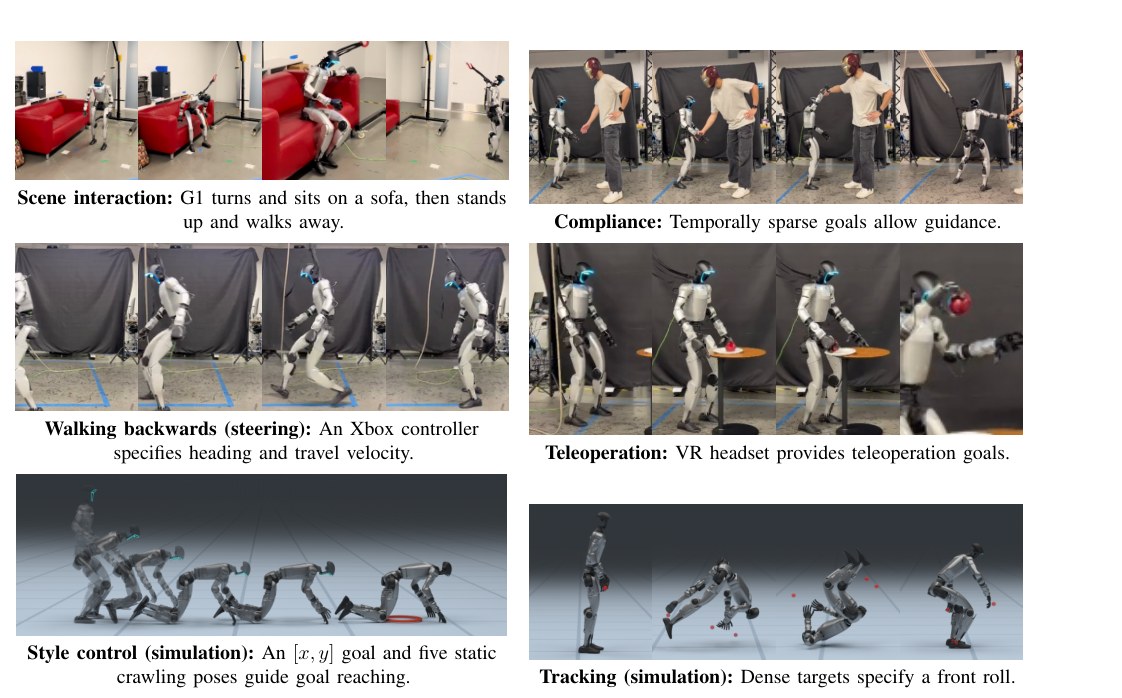 Scene interaction: G1 turns and sits on a sofa, then stands
up and walks away.
Compliance: Temporally sparse goals allow guidance.
Walking backwards (steering): An Xbox controller
specifies heading and travel velocity.
Teleoperation: VR headset provides teleoperation goals.
Style control (simulation): An [x, y] goal and five static
crawling poses guide goal reaching.
Tracking (simulation): Dense targets specify a front roll.